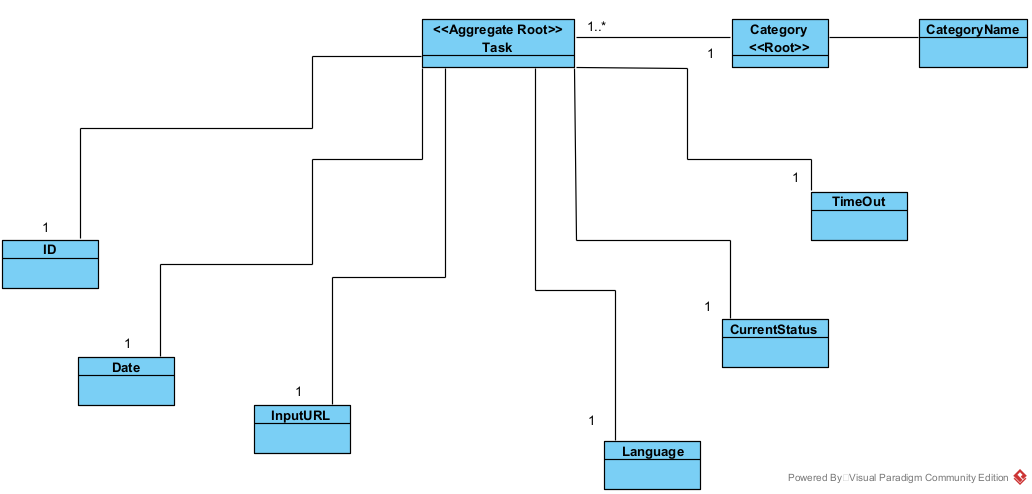 <<Aggregate Root>>
Task
1..*
1
Category
<<Root>>
CategoryName
1
TimeOut
1
ID
1
CurrentStatus
1
Date
1
InputURL
1
Language
Powered By Visual Paradigm Community Edition